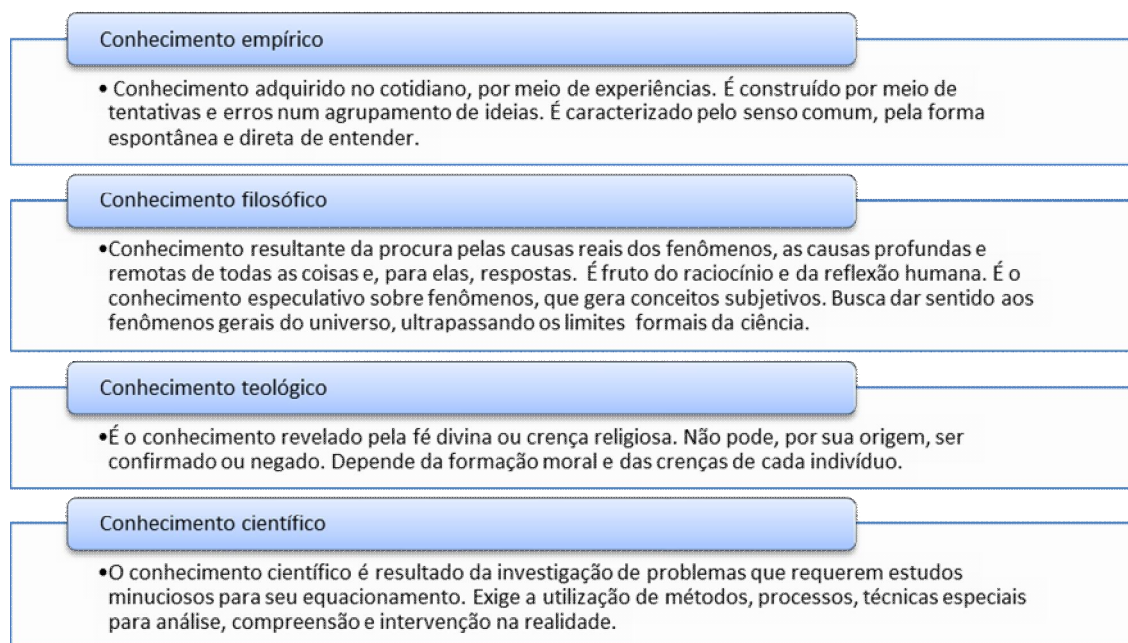 Conhecimento empírico
• Conhecimento adquirido no cotidiano, por meio de experiências. É construído por meio de
tentativas e erros num agrupamento de ideias. É caracterizado pelo senso comum, pela forma
espontânea e direta de entender.
Conhecimento filosófico
•Conhecimento resultante da procura pelas causas reais dos fenômenos, as causas profundas e
remotas de todas as coisas e, para elas, respostas. É fruto do raciocínio e da reflexão humana. É o
conhecimento especulativo sobre fenômenos, que gera conceitos subjetivos. Busca dar sentido aos
fenômenos gerais do universo, ultrapassando os limites formais da ciência.
Conhecimento teológico
•É o conhecimento revelado pela fé divina ou crença religiosa. Não pode, por sua origem, ser
confirmado ou negado. Depende da formação moral e das crenças de cada indivíduo.
Conhecimento científico
•O conhecimento científico é resultado da investigação de problemas que requerem estudos
minuciosos para seu equacionamento. Exige a utilização de métodos, processos, técnicas especiais
para análise, compreensão e intervenção na realidade.